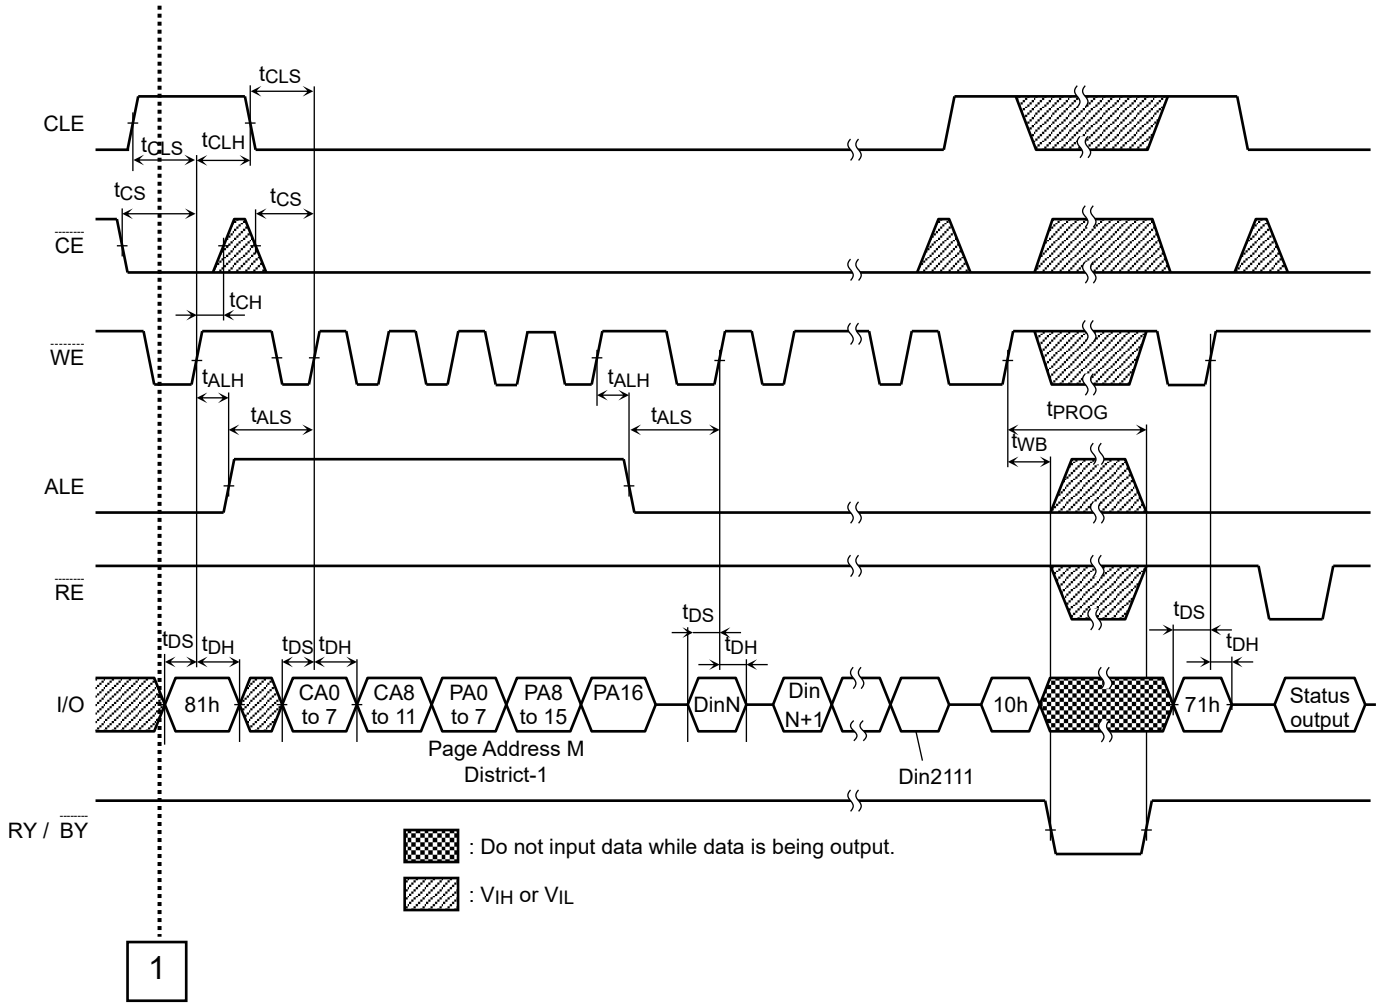 tCLS
CLE
tCLS
tCLH
tCS
tCS
CE
tCH
WE
tALH
tALH
tALS
tALS
tPROG
tWB
ALE
RE
tDS
tDH
tDS
tDH
tDS
tDH
tDS
tDH
I/O
81h
CA0
to 7
CA8
to 11
PA0
to 7
PA8
to 15
PA16
DinN
Din
N+1
10h
71h
Status
output
Page Address M
District-1
Din2111
RY / BY
: Do not input data while data is being output.
: VIH or VIL
1